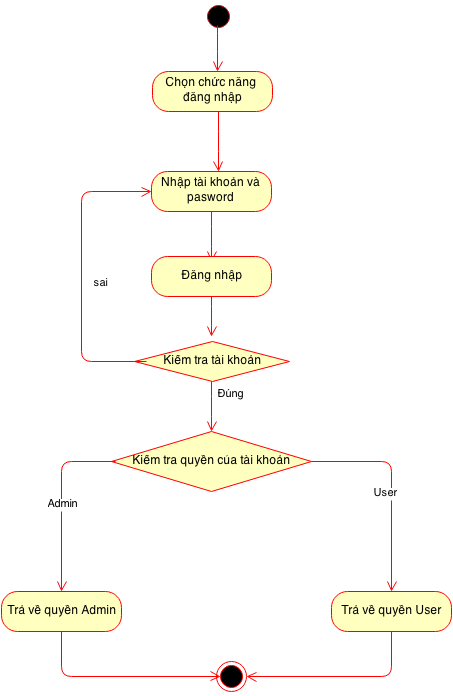 Chọn chức năng
đăng nhập
Nhập tài khoản và
pasword
Đăng nhập
sai
Kiểm tra tài khoản
Đúng
Kiểm tra quyền của tài khoản
Admin
User
Trả về quyền Admin
Trả về quyền User